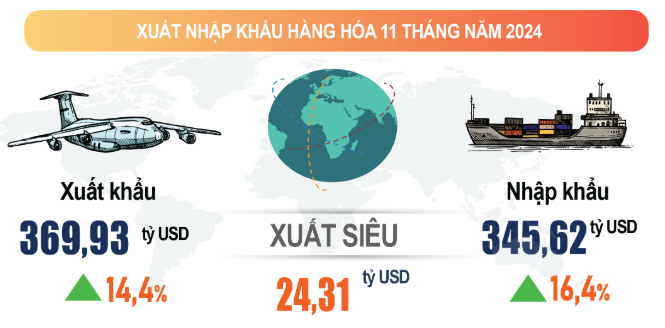 XUẤT NHẬP KHẨU HÀNG HÓA 11 THÁNG NĂM 2024
Xuất khẩu
369,93 tỷ USD
14,4%
XUẤT SIÊU
24,31 tỷ USD
Nhập khẩu
345,62 tỷ USD
16,4%